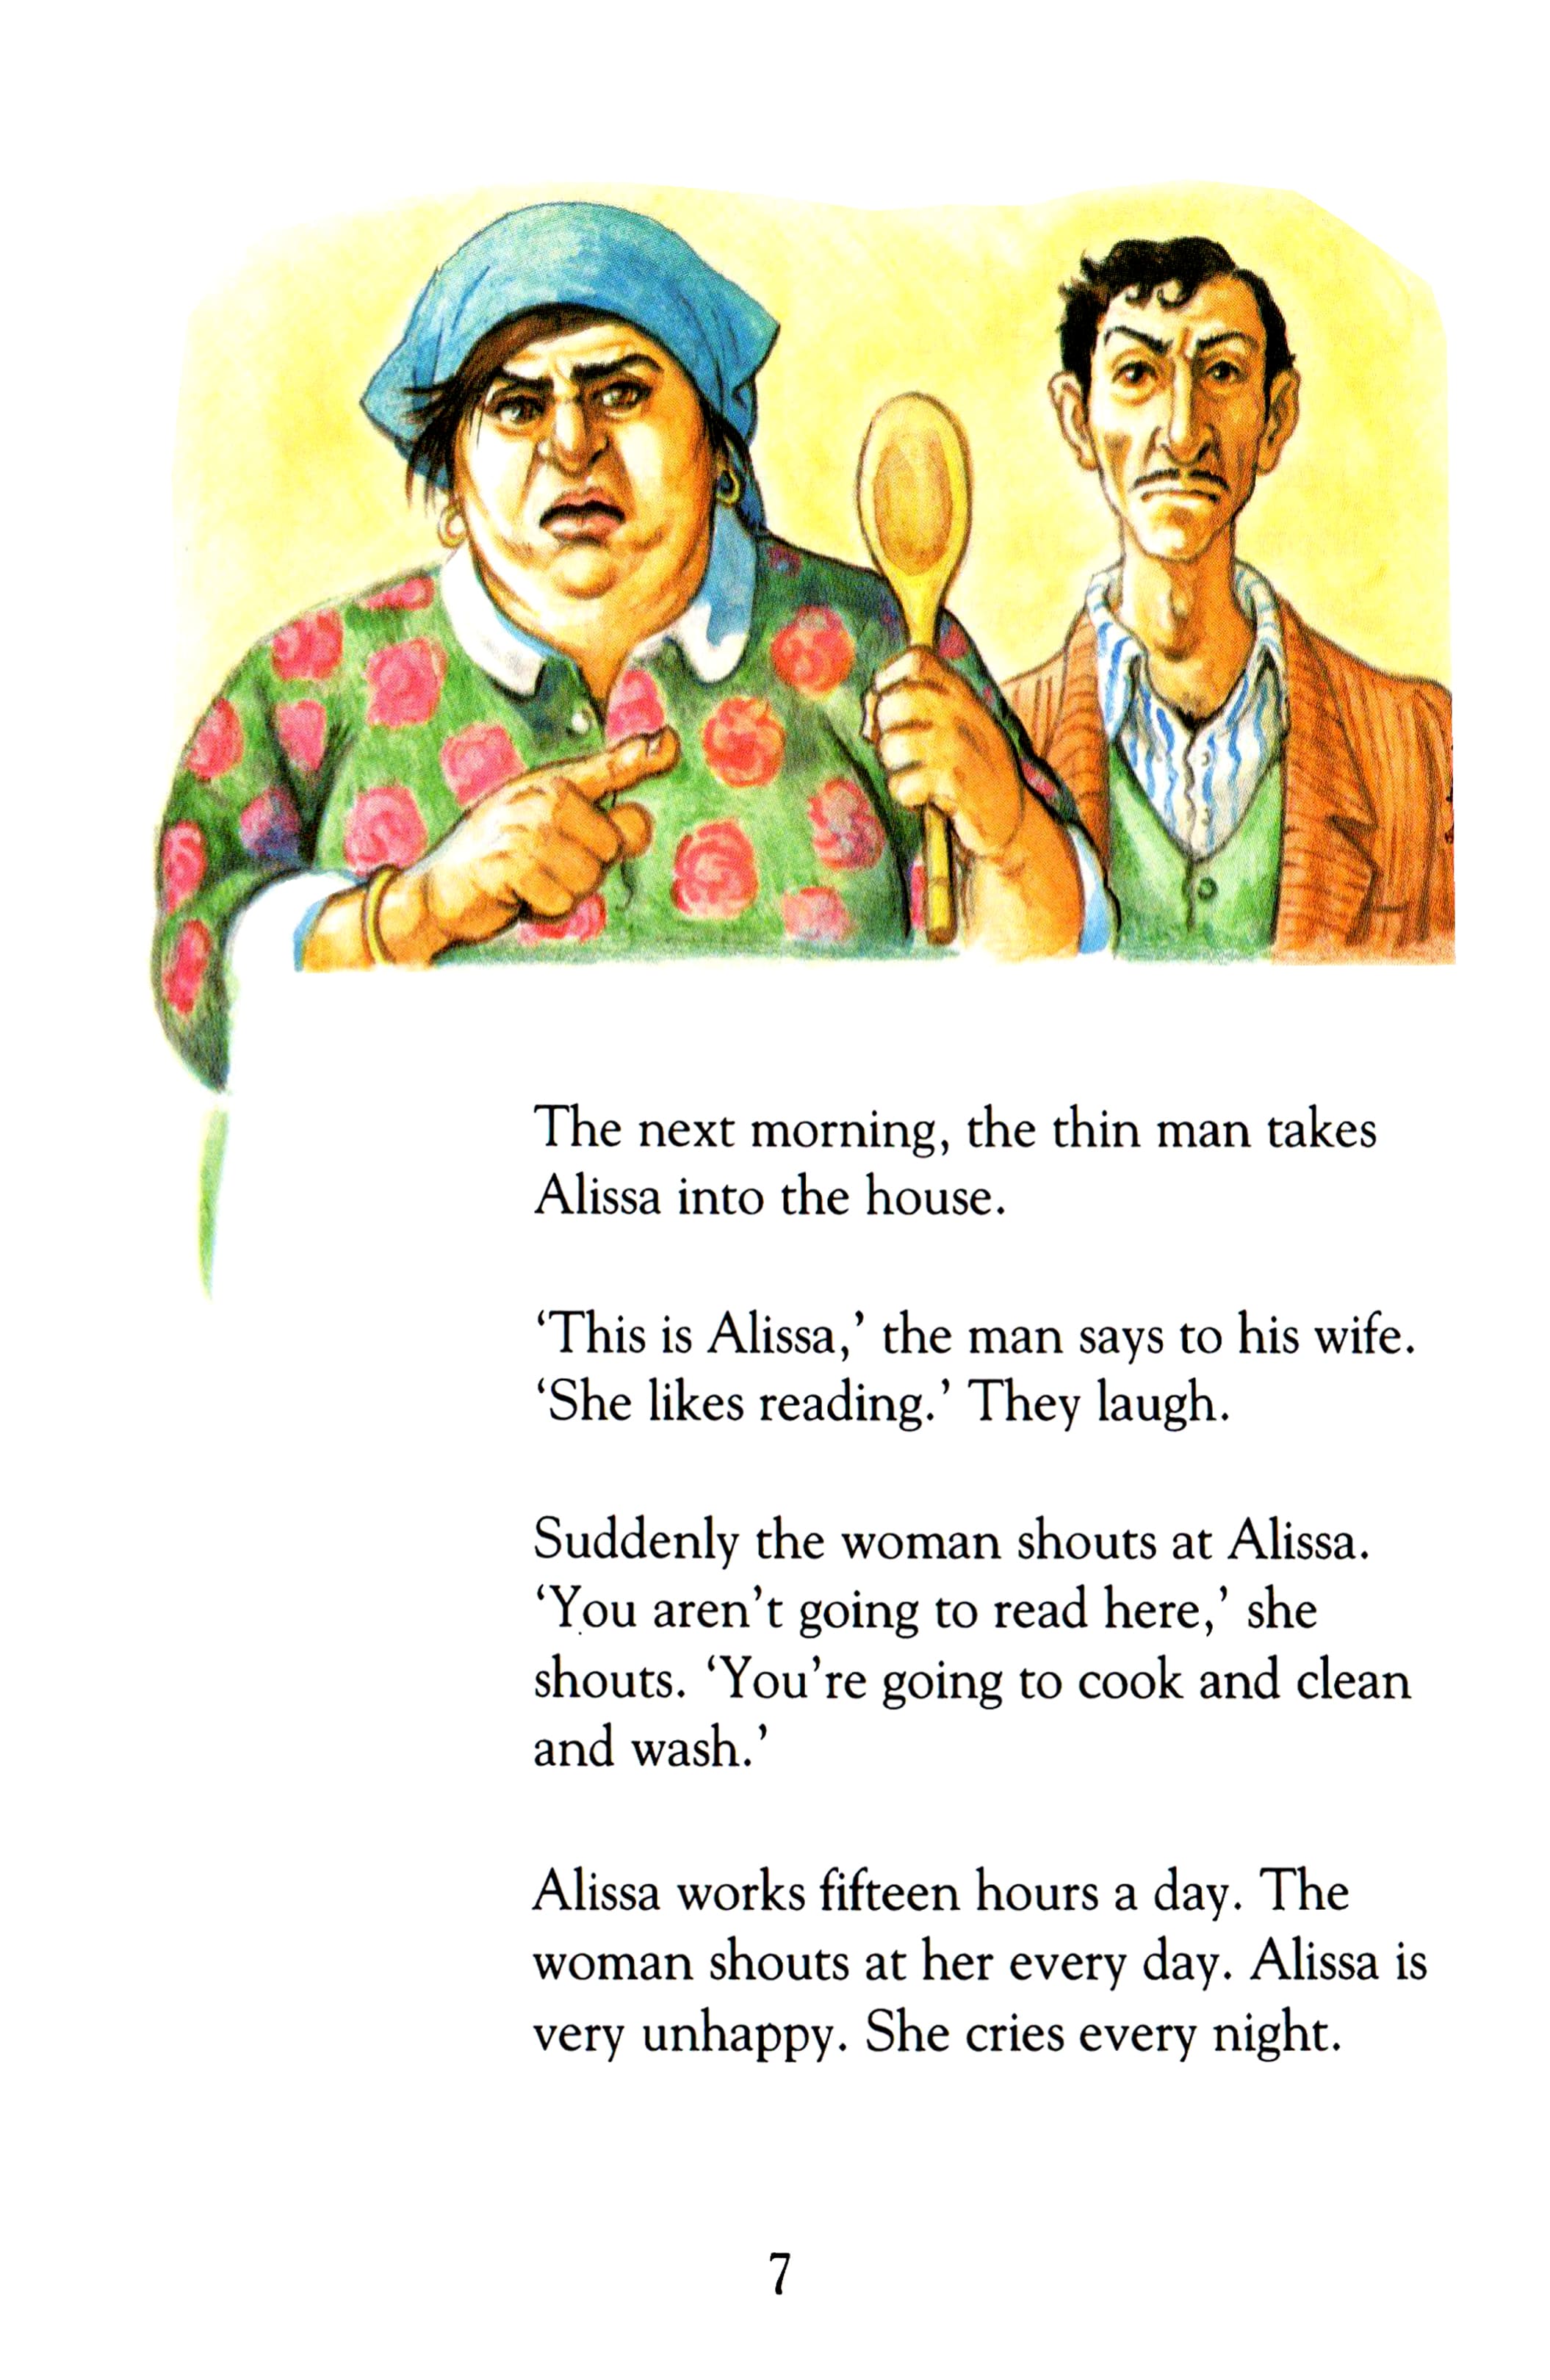 The next morning, the thin man takes
Alissa into the house.
‘This is Alissa,’ the man says to his wife.
‘She likes reading.’ They laugh.
Suddenly the woman shouts at Alissa.
‘You aren’t going to read here,’ she
shouts. ‘You’re going to cook and clean
and wash.’
Alissa works fifteen hours a day. The
woman shouts at her every day. Alissa is
very unhappy. She cries every night.
7